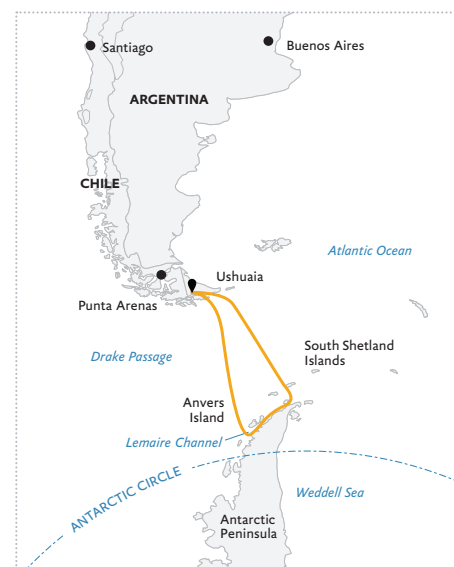 Santiago
Buenos Aires
ARGENTINA
CHILE
Atlantic Ocean
Ushuaia
Punta Arenas
South Shetland
Islands
Drake Passage
Anvers
Island
Lemaire Channel
ANTARCTIC CIRCLE
Weddell Sea
Antarctic
Peninsula